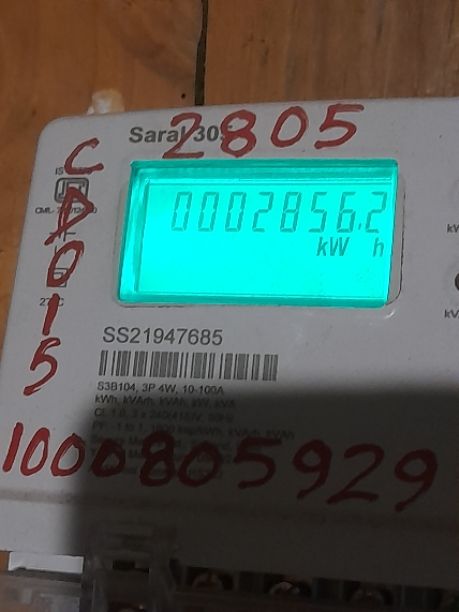 Saral 305
2805
C
A
0
1
5
0002856.2
kW h
SS21947685
S3B104, 3P 4W, 10-100A
kWh, kVArh, kVAh, kW, kVA
1000805929